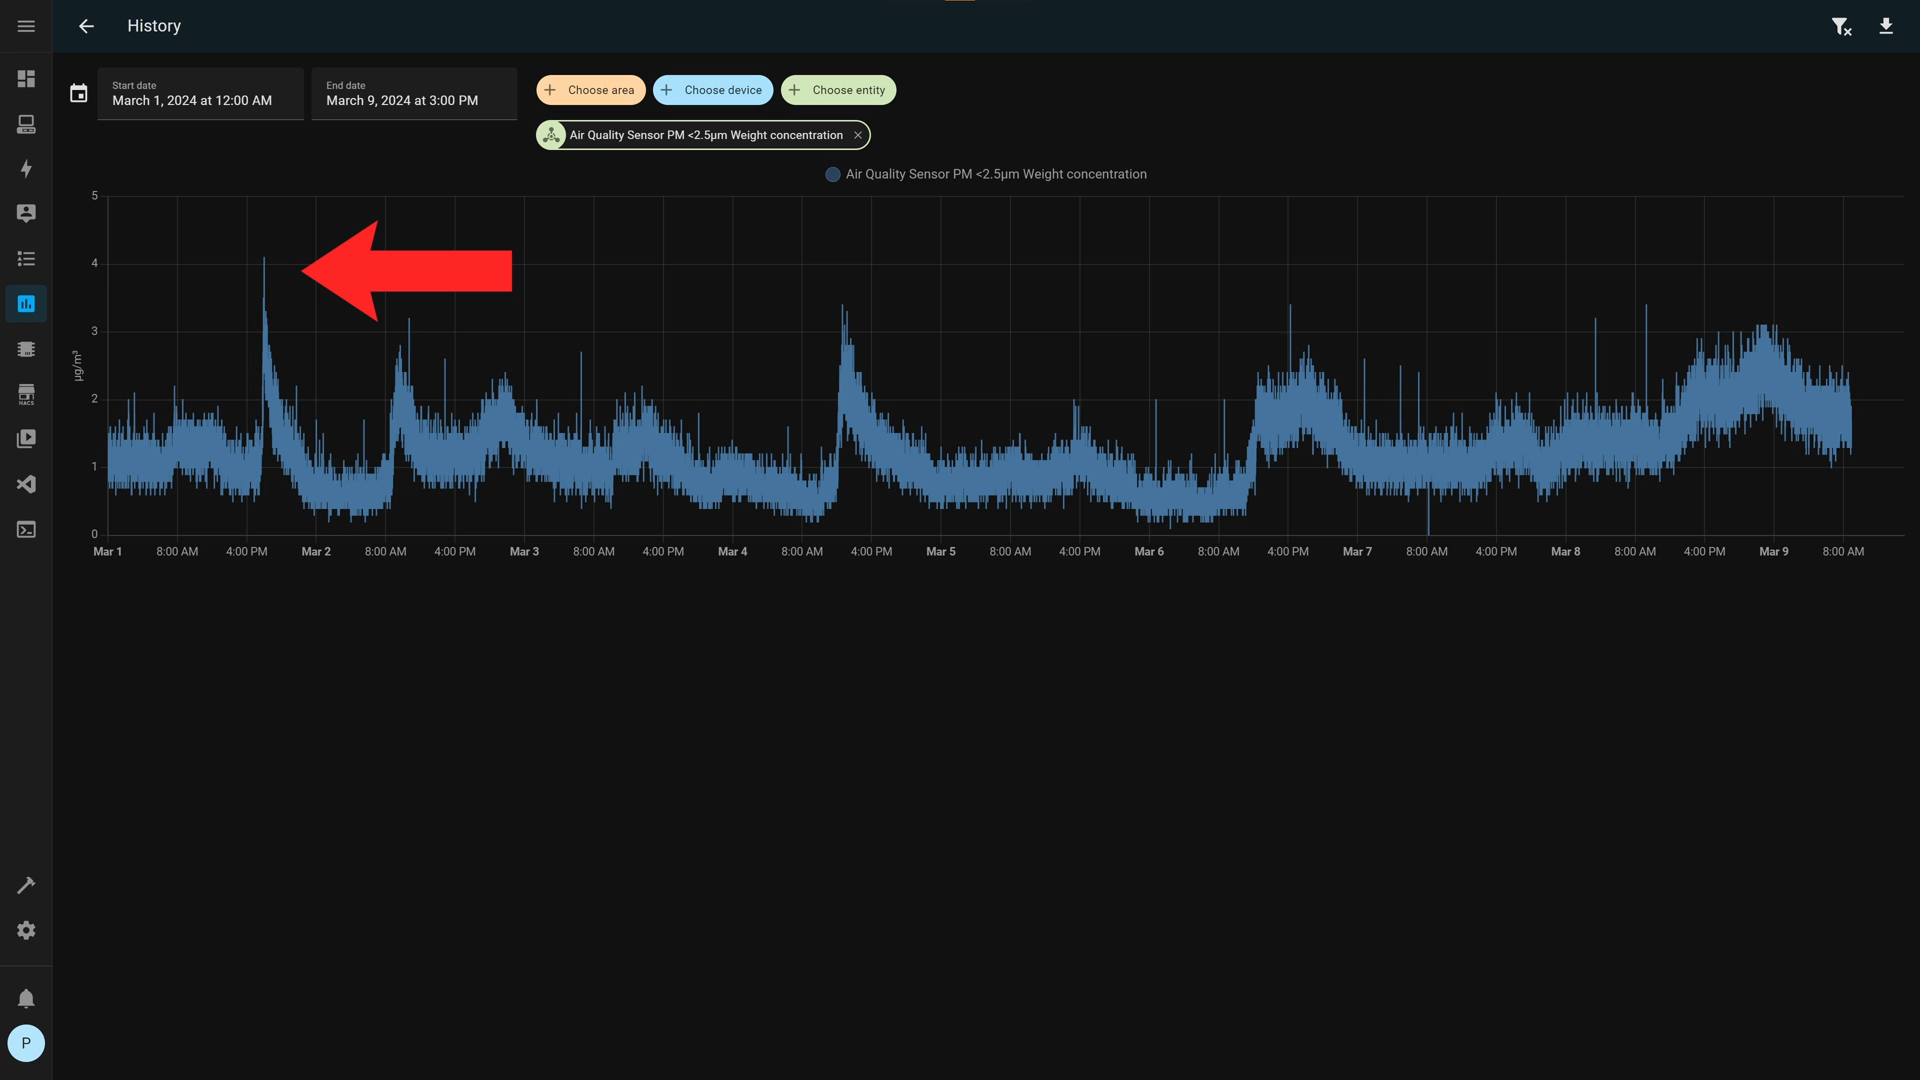 History
Start date
March 1, 2024 at 12:00 AM
End date
March 9, 2024 at 3:00 PM
Choose area
Choose device
Choose entity
Air Quality Sensor PM <2.5μm Weight concentration
Air Quality Sensor PM <2.5μm Weight concentration
5
4
3
2
1
0
μg/m³
Mar 1 8:00 AM 4:00 PM Mar 2 8:00 AM 4:00 PM Mar 3 8:00 AM 4:00 PM Mar 4 8:00 AM 4:00 PM Mar 5 8:00 AM 4:00 PM Mar 6 8:00 AM 4:00 PM Mar 7 8:00 AM 4:00 PM Mar 8 8:00 AM 4:00 PM Mar 9 8:00 AM
HACS
P